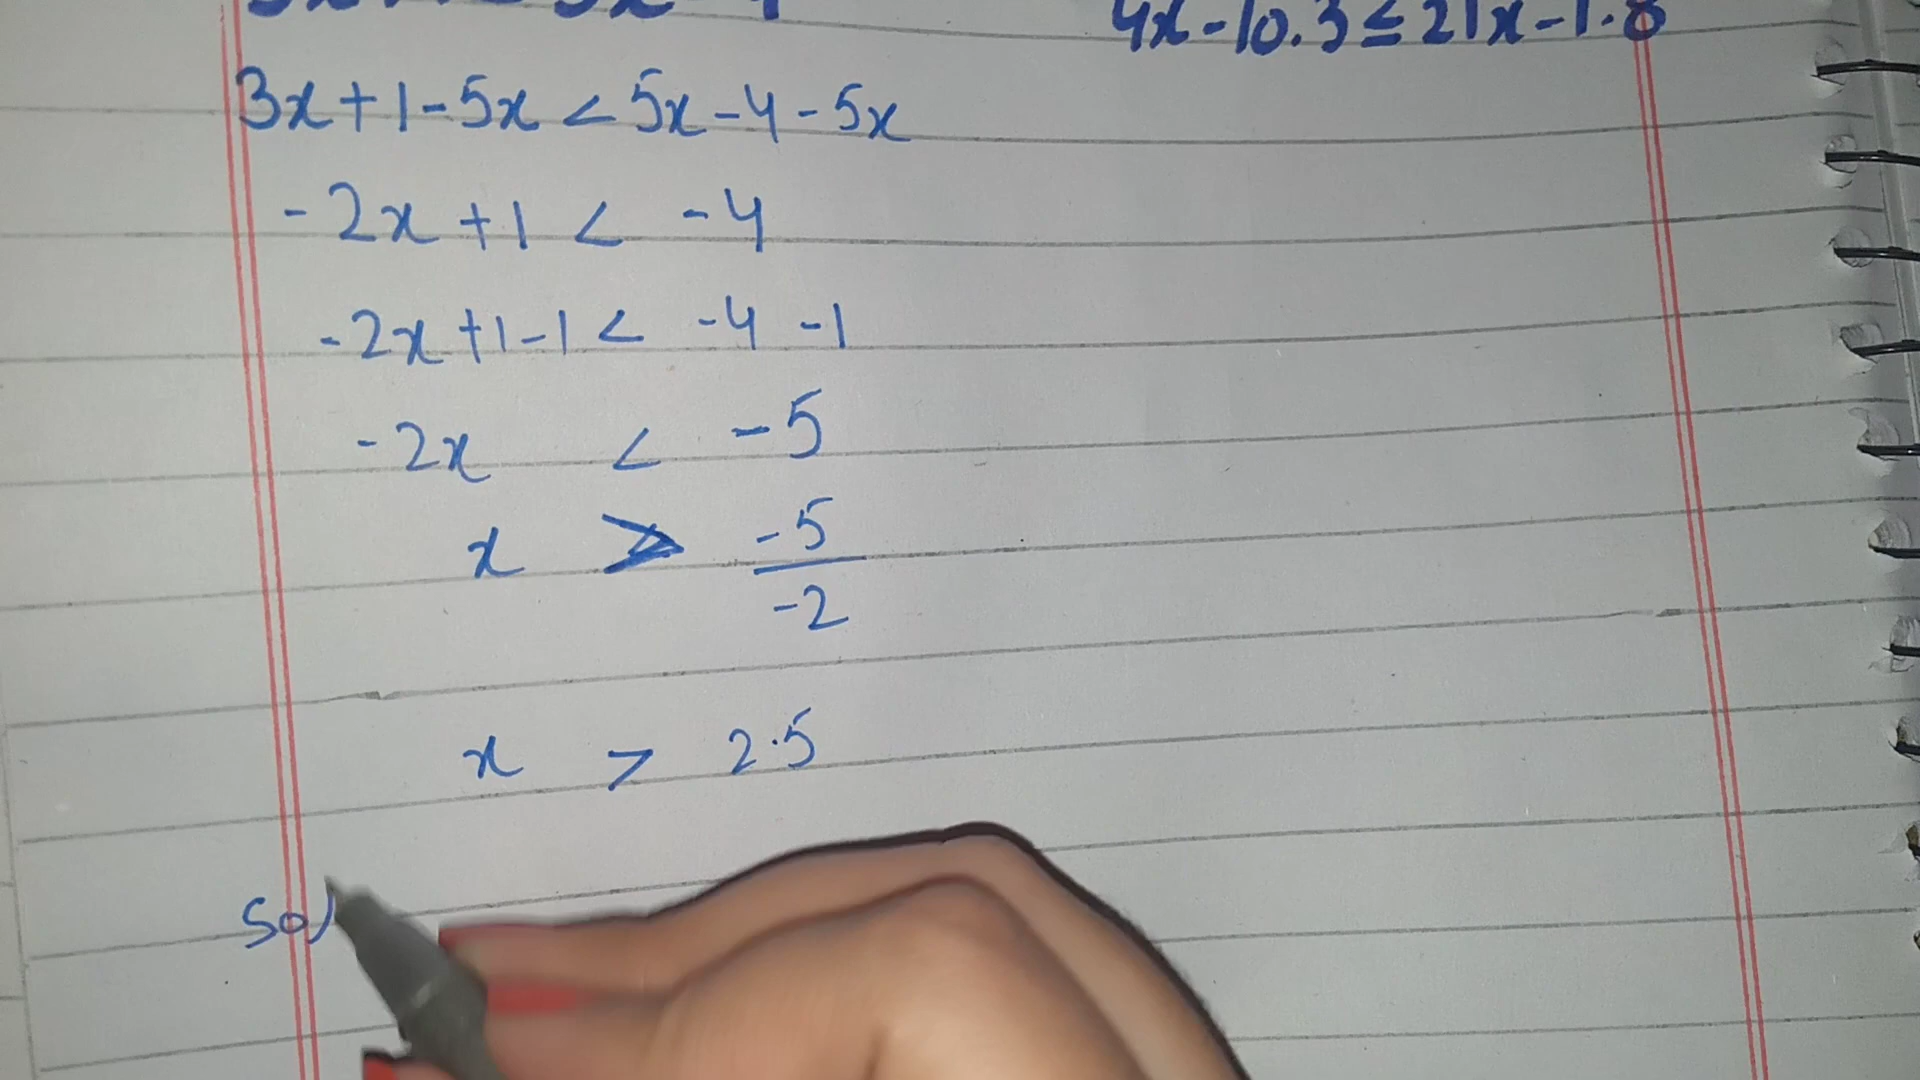 4x-10.3≤21x-1.8
3x+1-5x<5x-4-5x
-2x+1<-4
-2x+1-1<-4-1
-2x<-5
x>-5/-2
x>2.5
Sol